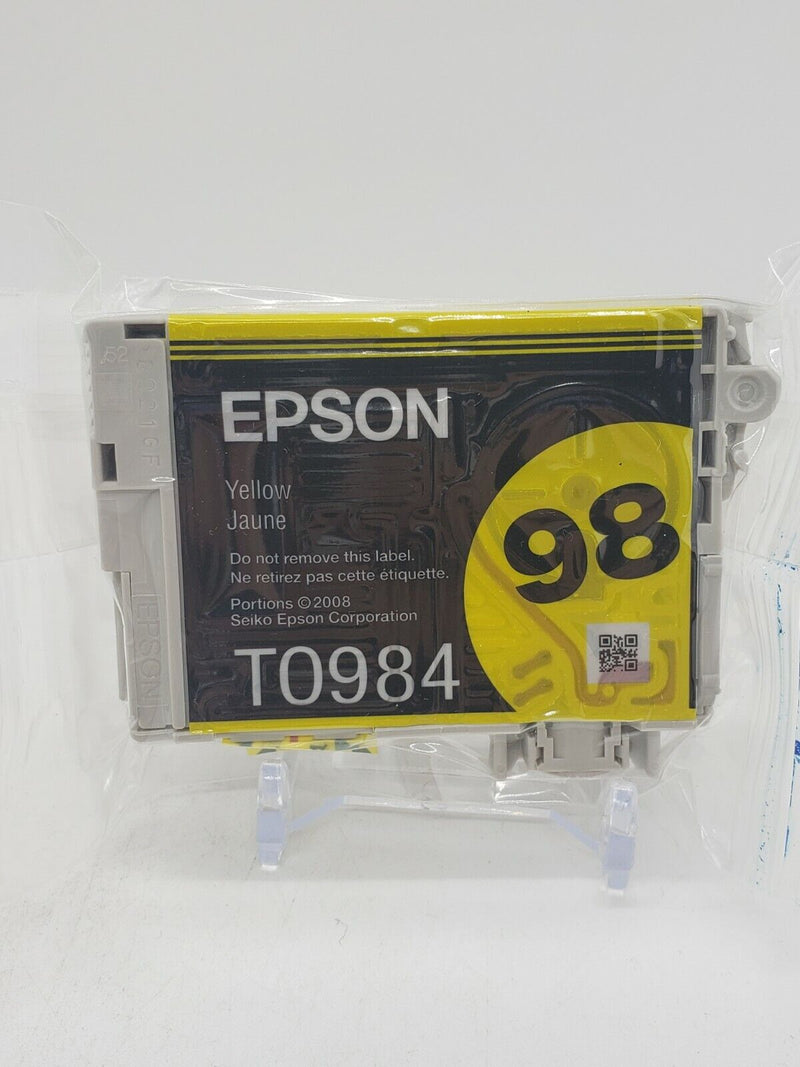 EPSON
Yellow
Jaune
Do not remove this label.
Ne retirez pas cette étiquette.
Portions ©2008
Seiko Epson Corporation
T0984
98
52
EPSON